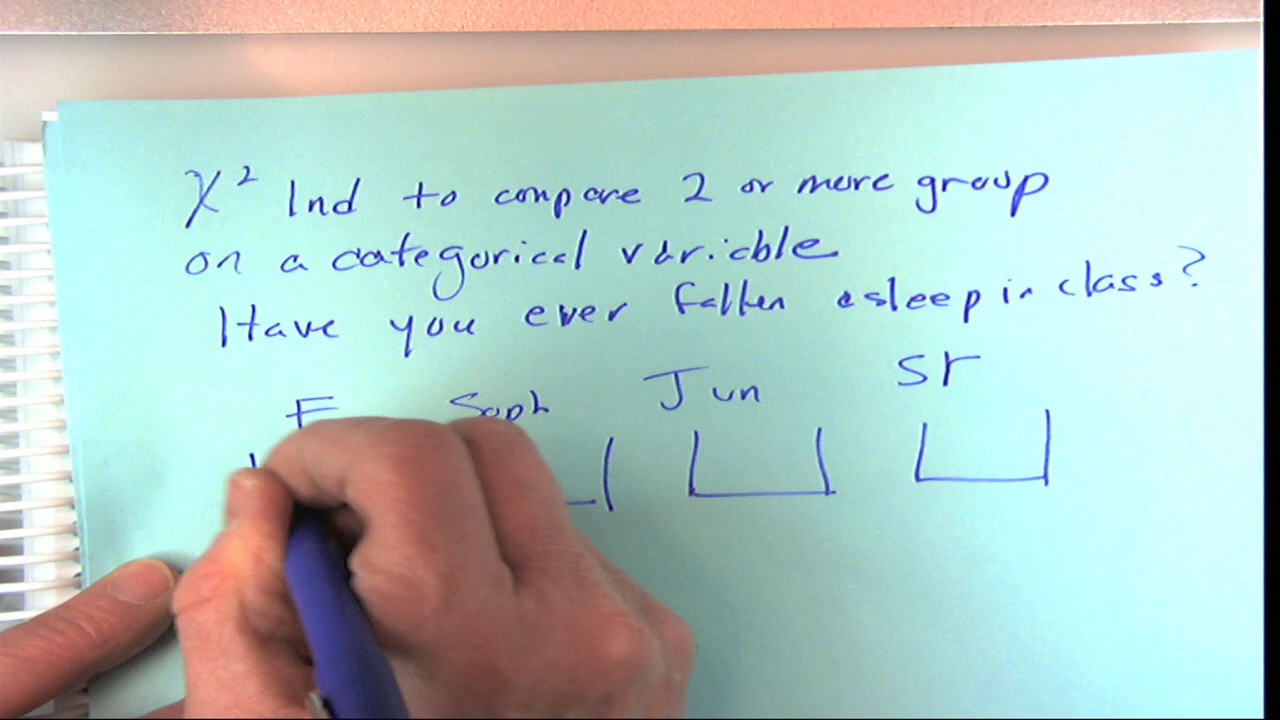 χ² Ind to compare 2 or more group
on a categorical variable
Have you ever fallen asleep in class?
F Soph Jun Sr